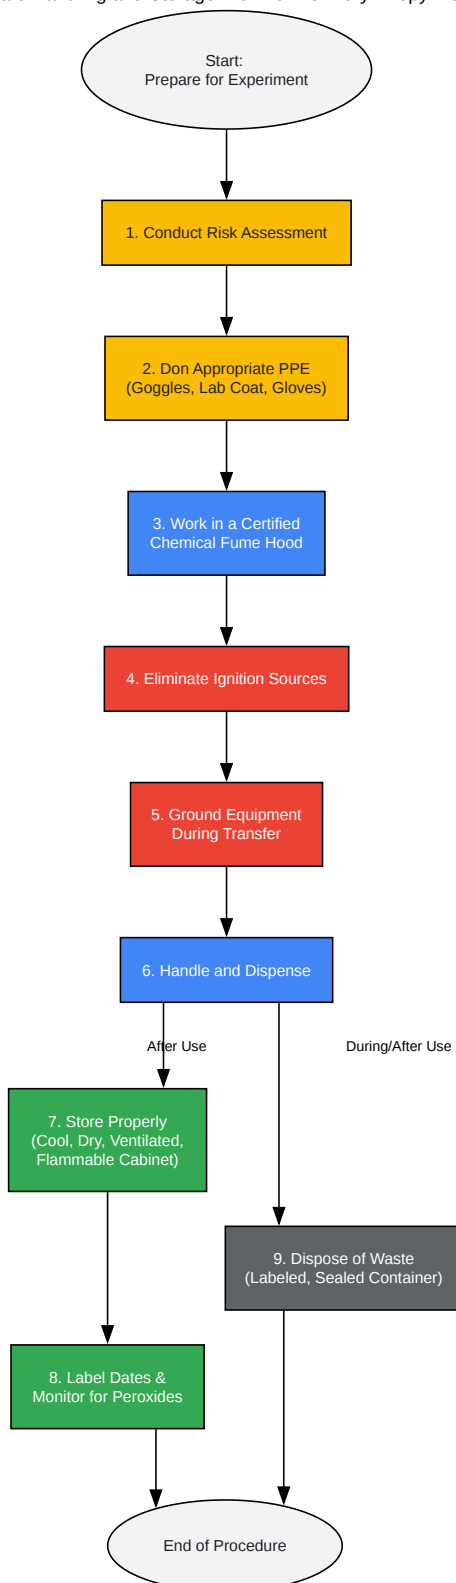 Start:
Prepare for Experiment
1. Conduct Risk Assessment
2. Don Appropriate PPE
(Goggles, Lab Coat, Gloves)
3. Work in a Certified
Chemical Fume Hood
4. Eliminate Ignition Sources
5. Ground Equipment
During Transfer
6. Handle and Dispense
After Use
During/After Use
7. Store Properly
(Cool, Dry, Ventilated,
Flammable Cabinet)
9. Dispose of Waste
(Labeled, Sealed Container)
8. Label Dates &
Monitor for Peroxides
End of Procedure